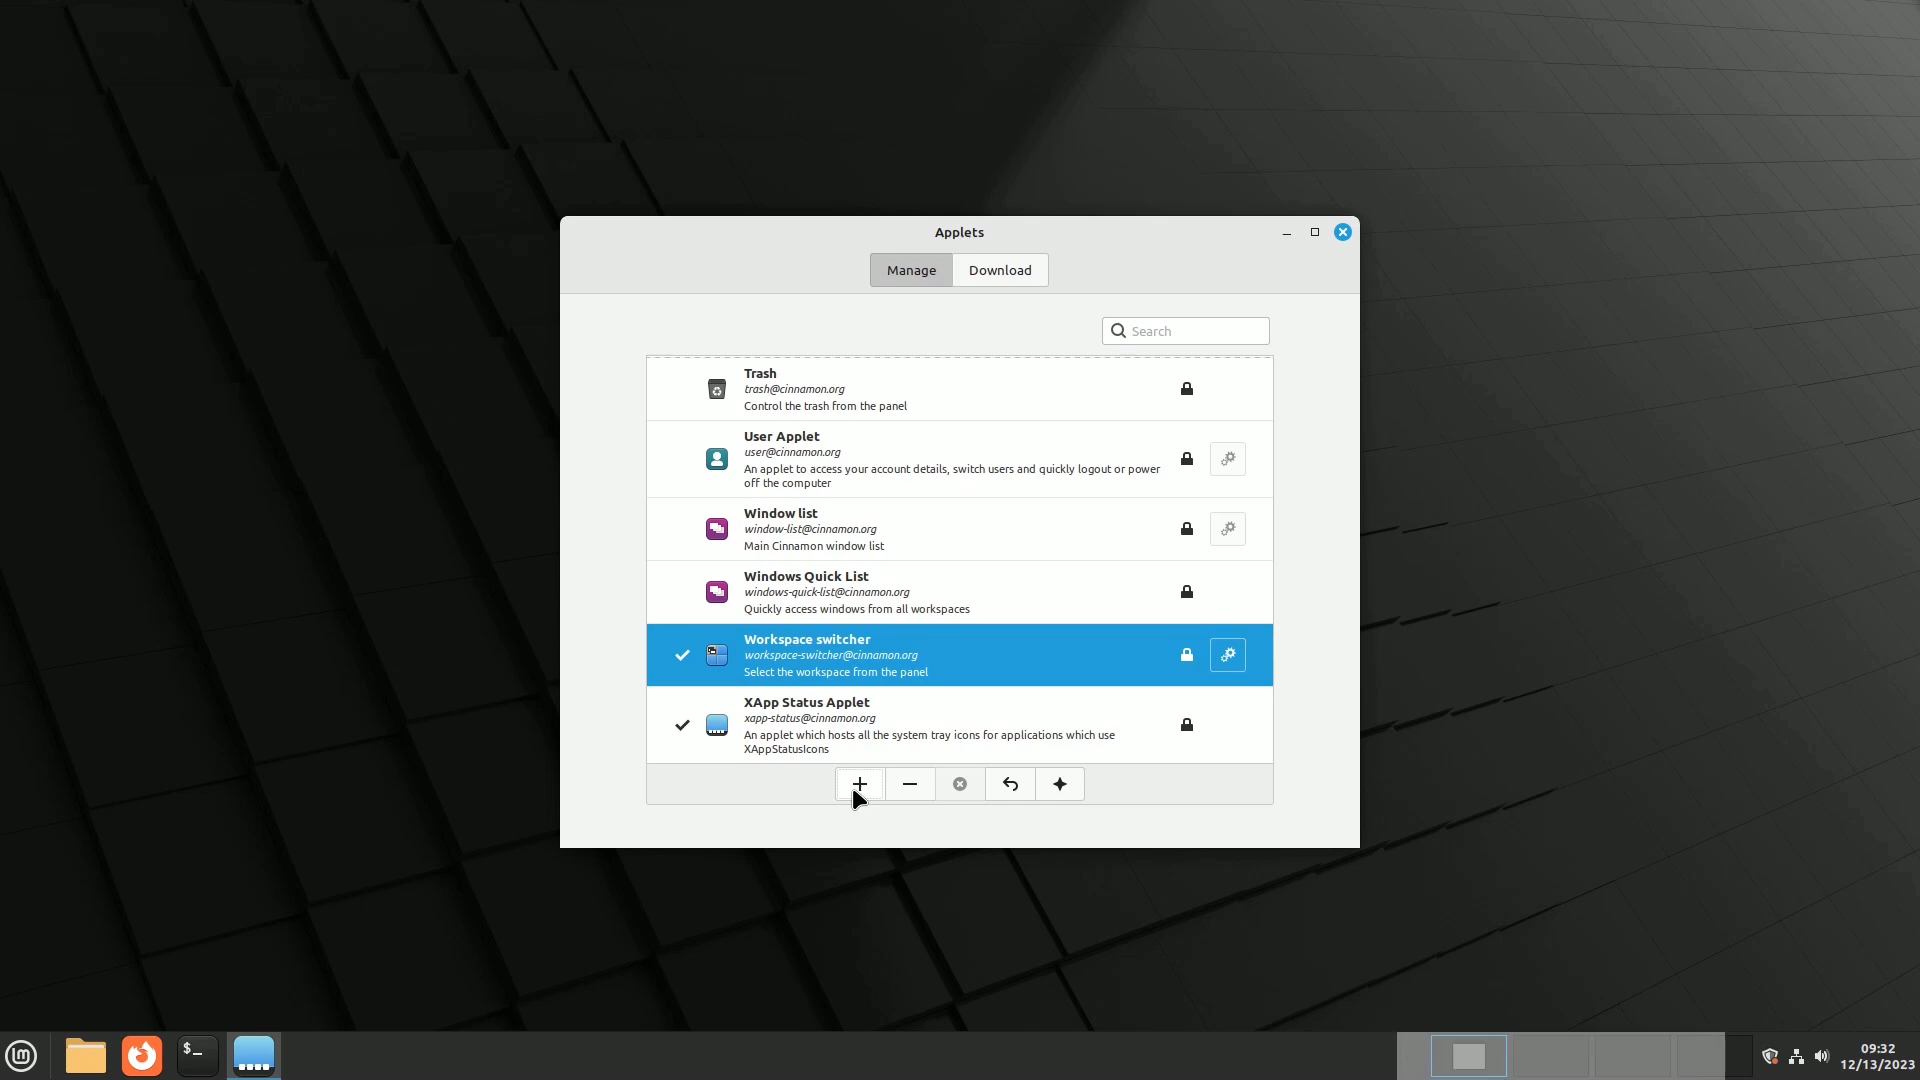 Applets
Manage
Download
Search
Trash
trash@cinnamon.org
Control the trash from the panel
User Applet
user@cinnamon.org
An applet to access your account details, switch users and quickly logout or power
off the computer
Window list
window-list@cinnamon.org
Main Cinnamon window list
Windows Quick List
windows-quick-list@cinnamon.org
Quickly access windows from all workspaces
Workspace switcher
workspace-switcher@cinnamon.org
Select the workspace from the panel
XApp Status Applet
xapp-status@cinnamon.org
An applet which hosts all the system tray icons for applications which use
XAppStatusIcons
$_
09:32
12/13/2023